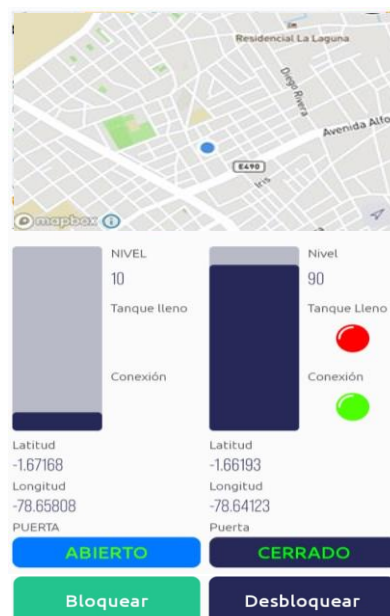 Residencial La Laguna
Diego Rivera
Avenida Alfo
E490
Iris
mapbox
NIVEL
10
Tanque lleno
Conexión
Nivel
90
Tanque Lleno
Conexión
Latitud
-1.67168
Longitud
-78.65808
PUERTA
Latitud
-1.66193
Longitud
-78.64123
Puerta
ABIERTO
CERRADO
Bloquear
Desbloquear